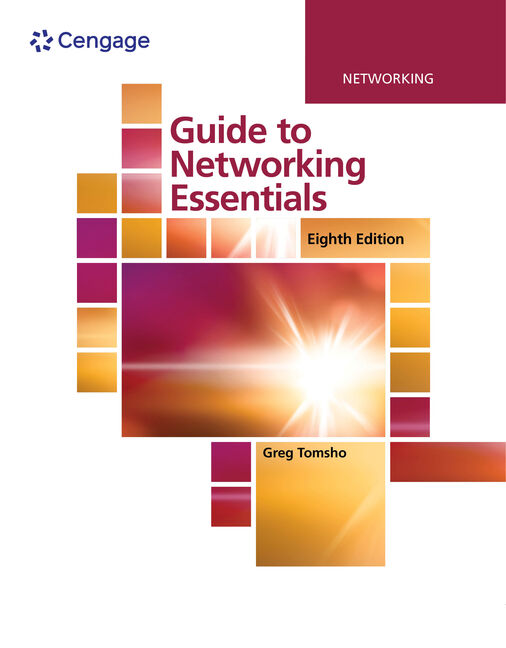 Cengage
NETWORKING
Guide to
Networking
Essentials
Eighth Edition
Greg Tomsho